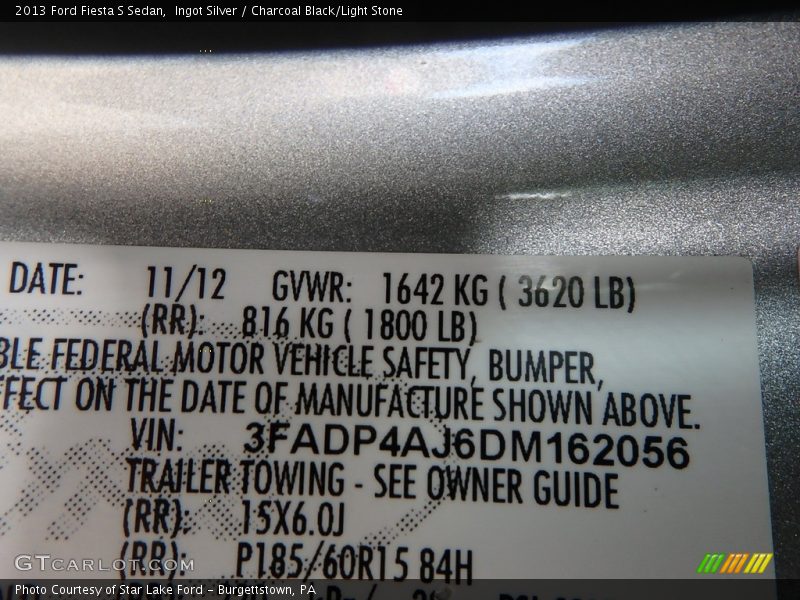 2013 Ford Fiesta S Sedan,  Ingot Silver / Charcoal Black/Light Stone
DATE: 11/12 GVWR: 1642 KG ( 3620 LB)
(RR): 816 KG ( 1800 LB)
BLE FEDERAL MOTOR VEHICLE SAFETY, BUMPER,
FFECT ON THE DATE OF MANUFACTURE SHOWN ABOVE.
VIN: 3FADP4AJ6DM162056
TRAILER TOWING - SEE OWNER GUIDE
(RR): 15X6.0J
(RR): P185/60R15 84H
GTCARLOT.COM
Photo Courtesy of Star Lake Ford - Burgettstown, PA